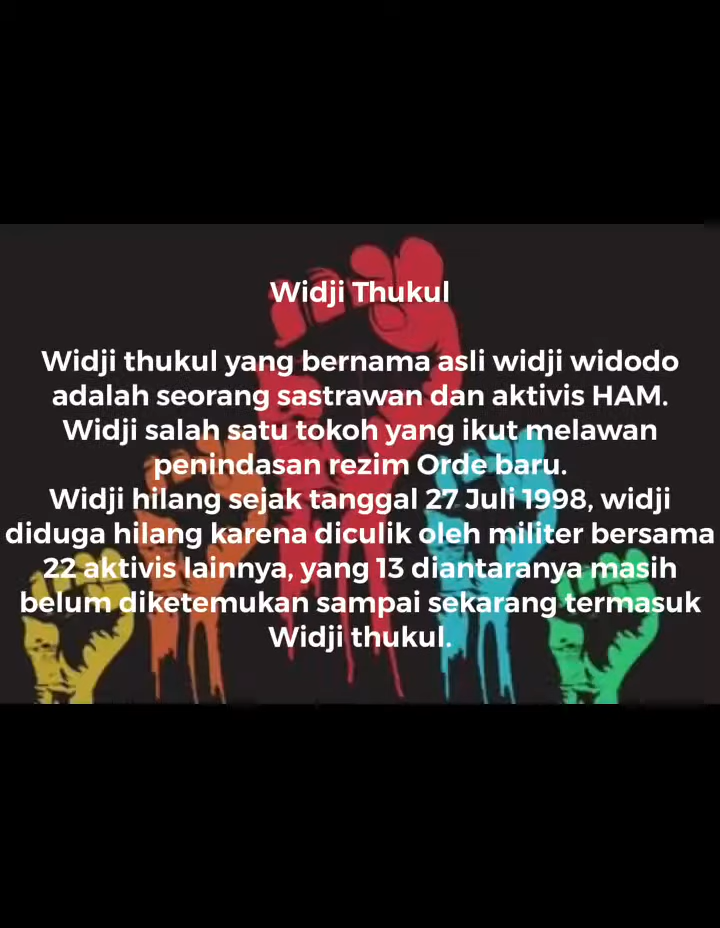 Widji Thukul
Widji thukul yang bernama asli widji widodo
adalah seorang sastrawan dan aktivis HAM.
Widji salah satu tokoh yang ikut melawan
penindasan rezim Orde baru.
Widji hilang sejak tanggal 27 Juli 1998, widji
diduga hilang karena diculik oleh militer bersama
22 aktivis lainnya, yang 13 diantaranya masih
belum diketemukan sampai sekarang termasuk
Widji thukul.